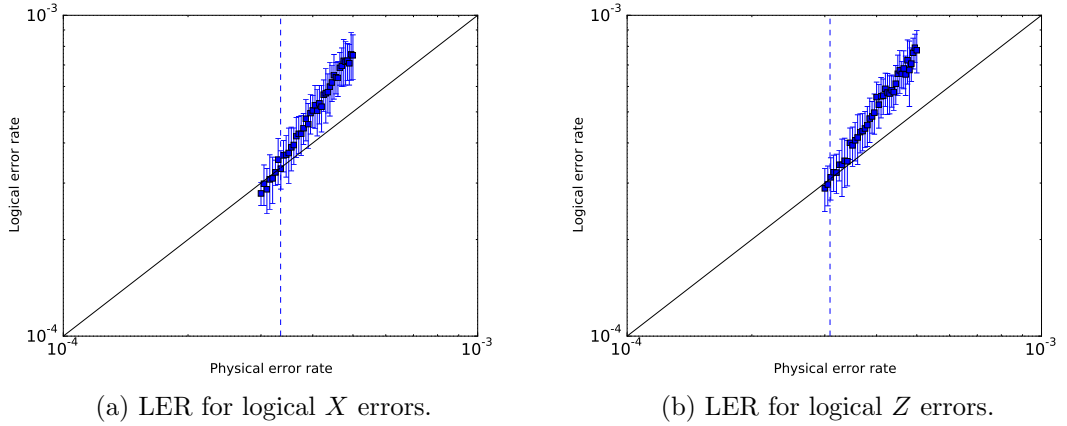 10⁻³
Logical error rate
10⁻⁴
10⁻⁴
10⁻³
Physical error rate
(a) LER for logical X errors.
10⁻³
Logical error rate
10⁻⁴
10⁻⁴
10⁻³
Physical error rate
(b) LER for logical Z errors.